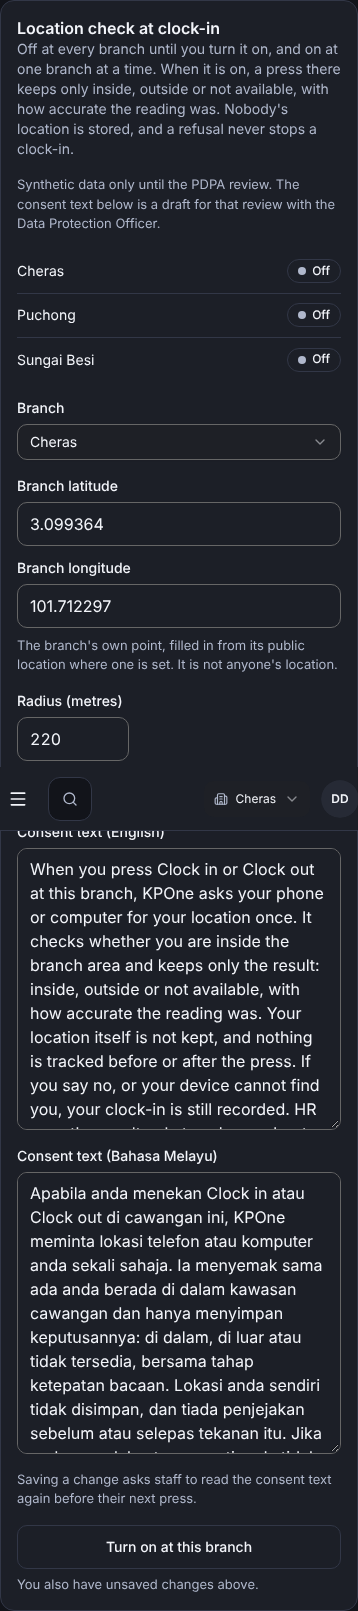 Location check at clock-in
Off at every branch until you turn it on, and on at
one branch at a time. When it is on, a press there
keeps only inside, outside or not available, with
how accurate the reading was. Nobody's
location is stored, and a refusal never stops a
clock-in.
Synthetic data only until the PDPA review. The
consent text below is a draft for that review with the
Data Protection Officer.
Cheras
Off
Puchong
Off
Sungai Besi
Off
Branch
Cheras
Branch latitude
3.099364
Branch longitude
101.712297
The branch's own point, filled in from its public
location where one is set. It is not anyone's location.
Radius (metres)
220
Cheras
DD
Consent text (English)
When you press Clock in or Clock out
at this branch, KPOne asks your phone
or computer for your location once. It
checks whether you are inside the
branch area and keeps only the result:
inside, outside or not available, with
how accurate the reading was. Your
location itself is not kept, and nothing
is tracked before or after the press. If
you say no, or your device cannot find
you, your clock-in is still recorded. HR
Consent text (Bahasa Melayu)
Apabila anda menekan Clock in atau
Clock out di cawangan ini, KPOne
meminta lokasi telefon atau komputer
anda sekali sahaja. Ia menyemak sama
ada anda berada di dalam kawasan
cawangan dan hanya menyimpan
keputusannya: di dalam, di luar atau
tidak tersedia, bersama tahap
ketepatan bacaan. Lokasi anda sendiri
tidak disimpan, dan tiada penjejakan
sebelum atau selepas tekanan itu. Jika
Saving a change asks staff to read the consent text
again before their next press.
Turn on at this branch
You also have unsaved changes above.